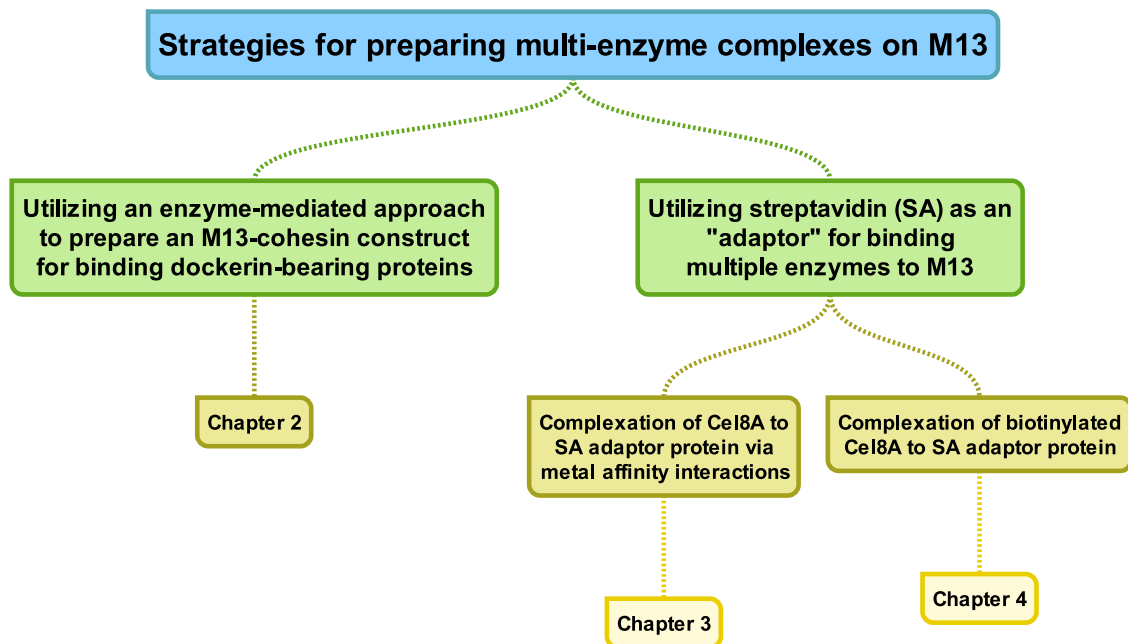 Strategies for preparing multi-enzyme complexes on M13
Utilizing an enzyme-mediated approach
to prepare an M13-cohesin construct
for binding dockerin-bearing proteins
Utilizing streptavidin (SA) as an
"adaptor" for binding
multiple enzymes to M13
Chapter 2
Complexation of Cel8A to
SA adaptor protein via
metal affinity interactions
Complexation of biotinylated
Cel8A to SA adaptor protein
Chapter 3
Chapter 4